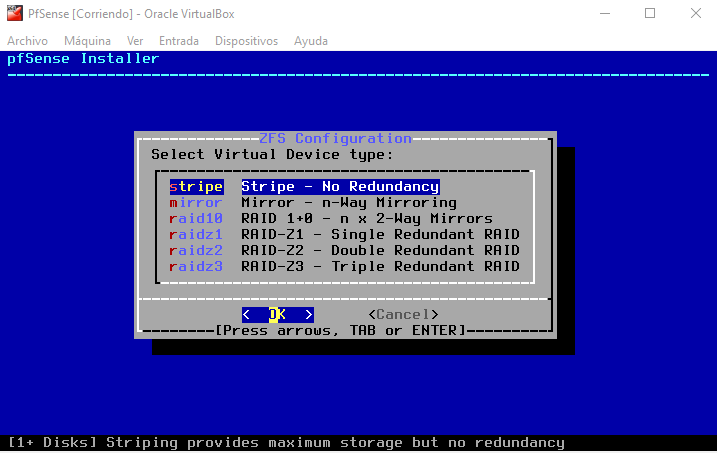 PfSense [Corriendo] - Oracle VirtualBox
Archivo Máquina Ver Entrada Dispositivos Ayuda
pfSense Installer
ZFS Configuration
Select Virtual Device type:
stripe Stripe - No Redundancy
mirror Mirror - n-Way Mirroring
raid10 RAID 1+0 - n x 2-Way Mirrors
raidz1 RAID-Z1 - Single Redundant RAID
raidz2 RAID-Z2 - Double Redundant RAID
raidz3 RAID-Z3 - Triple Redundant RAID
< OK > <Cancel>
[Press arrows, TAB or ENTER]
[1+ Disks] Striping provides maximum storage but no redundancy